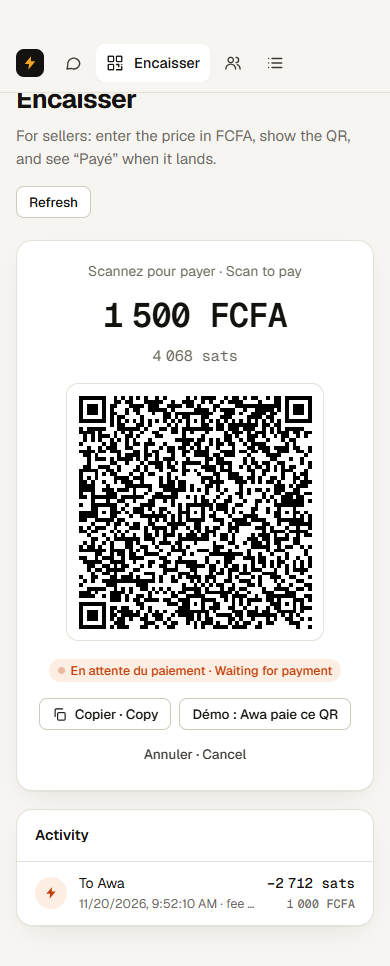 Encaisser
Encaisser
For sellers: enter the price in FCFA, show the QR,
and see “Payé” when it lands.
Refresh
Scannez pour payer · Scan to pay
1 500 FCFA
4 068 sats
En attente du paiement · Waiting for payment
Copier · Copy
Démo : Awa paie ce QR
Annuler · Cancel
Activity
To Awa
−2 712 sats
11/20/2026, 9:52:10 AM · fee ...
1 000 FCFA